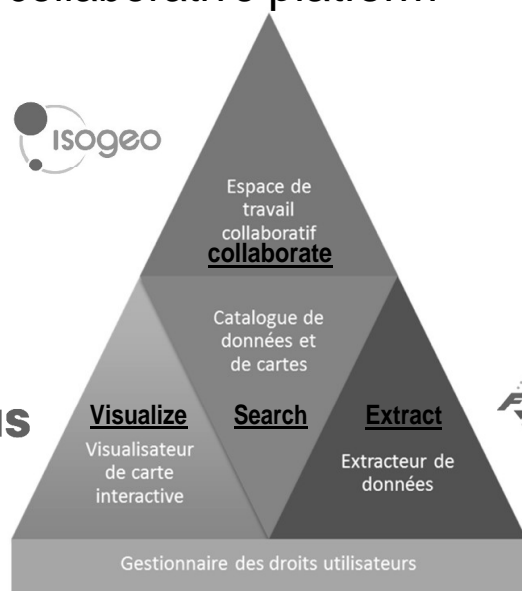 collaborative platform
isogeo
Espace de
travail
collaboratif
collaborate
Catalogue de
données et
de cartes
Visualize
Search
Extract
Visualisateur
de carte
interactive
Extracteur de
données
Gestionnaire des droits utilisateurs